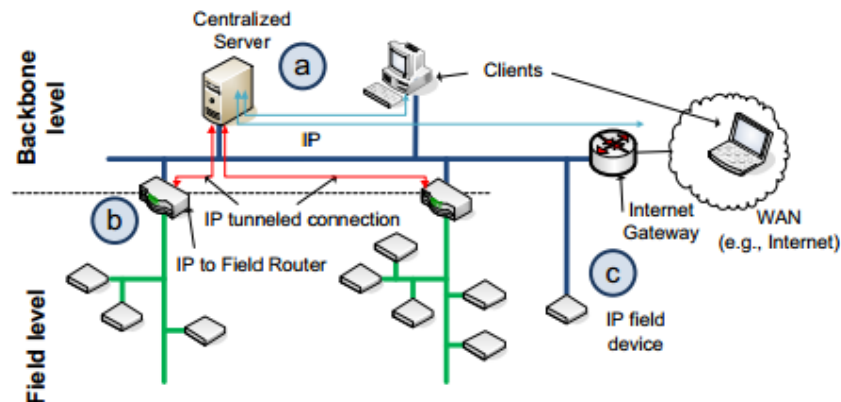 Centralized
Server
a
Clients
Backbone
level
IP
b
IP tunneled connection
IP to Field Router
Internet
Gateway
WAN
(e.g., Internet)
c
IP field
device
Field level